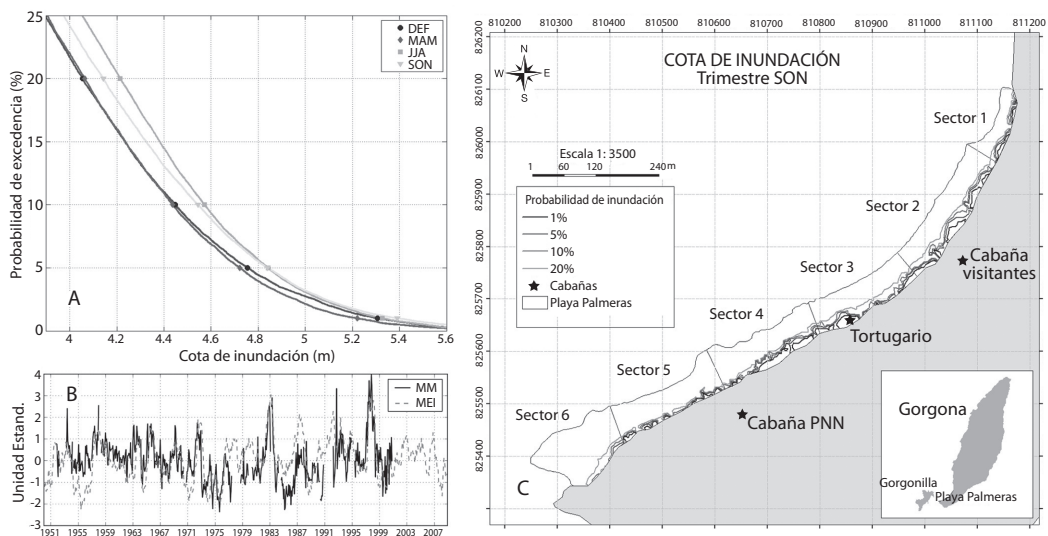 Probabilidad de excedencia (%)
25
20
15
10
5
0
DEF
MAM
JJA
SON
A
4 4.2 4.4 4.6 4.8 5 5.2 5.4 5.6
Cota de inundación (m)
Unidad Estand.
4
3
2
1
0
-1
-2
-3
B
MM
MEI
1951 1955 1959 1963 1967 1971 1975 1979 1983 1987 1991 1995 1999 2003 2007
810200 810300 810400 810500 810600 810700 810800 810900 811000 811100 811200
826200
826100
826000
825900
825800
825700
825600
825500
825400
N
W E
S
COTA DE INUNDACIÓN
Trimestre SON
Escala 1: 3500
1 60 120 240 m
Probabilidad de inundación
1%
5%
10%
20%
Cabañas
Playa Palmeras
Sector 1
Sector 2
Sector 3
Sector 4
Sector 5
Sector 6
Cabaña
visitantes
Tortugario
Cabaña PNN
C
Gorgona
Gorgonilla
Playa Palmeras